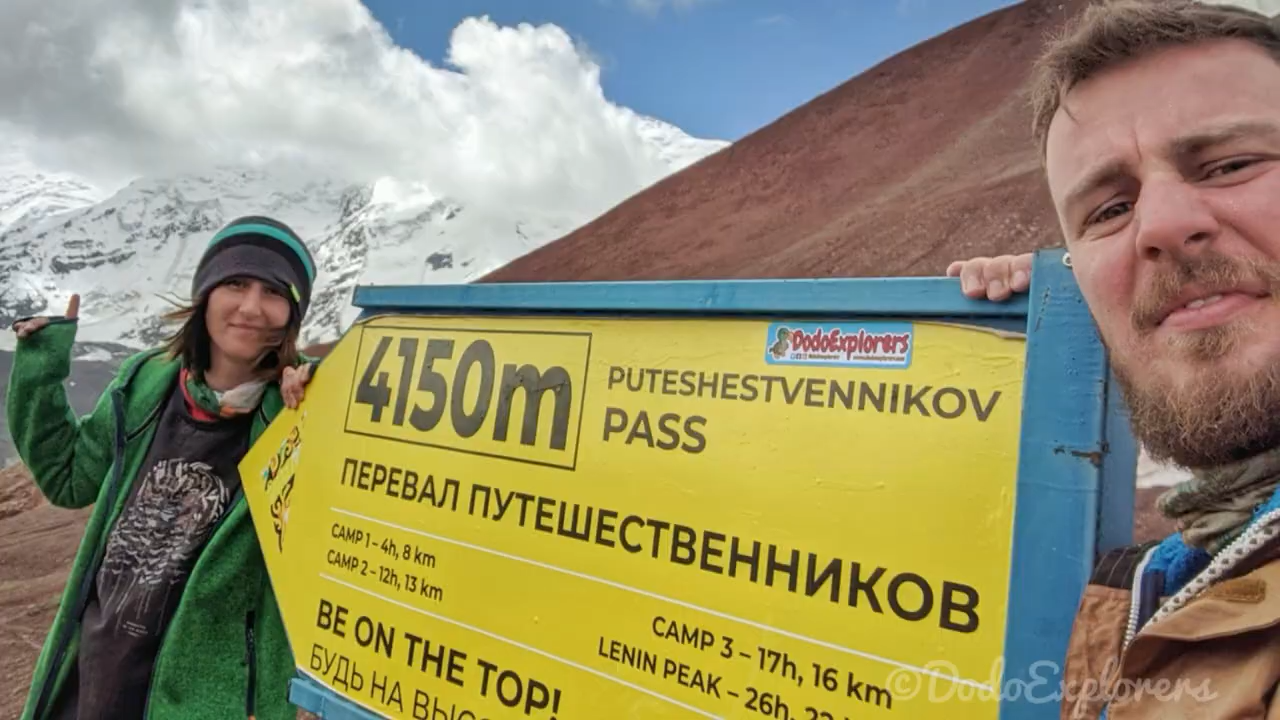 4150m
PUTESHESTVENNIKOV
PASS
DodoExplorers
ПЕРЕВАЛ ПУТЕШЕСТВЕННИКОВ
CAMP 1 – 4h, 8 km
CAMP 2 – 12h, 13 km
CAMP 3 – 17h, 16 km
LENIN PEAK – 26h,
BE ON THE TOP!
БУДЬ НА
©DodoExplorers